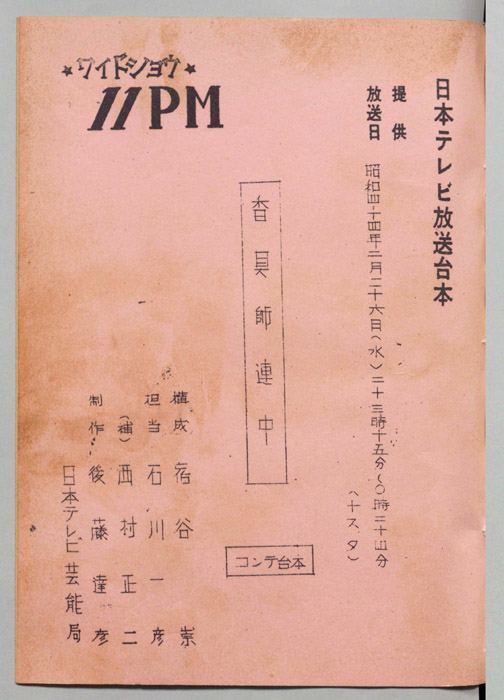 日本テレビ放送台本
提供
放送日 昭和四十四年二月二十六日(水)二十三時十五分~〇時二十四分
(十ス、タ)
★ワイドショウ★
11PM
香具師連中
コンテ台本
構成 宿谷 崇
担当 石川一彦
(補) 西村正二
制作 後藤達彦
日本テレビ芸能局